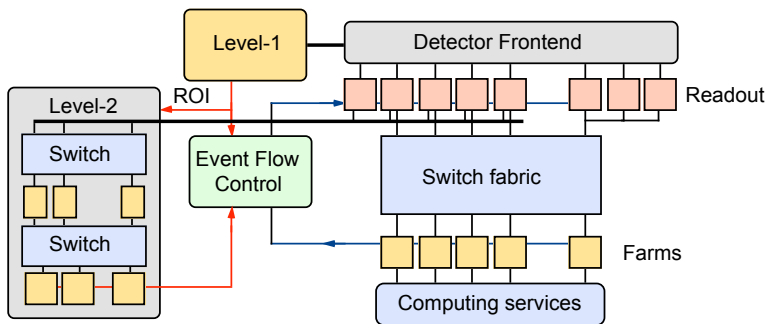 Level-1
Detector Frontend
ROI
Readout
Level-2
Switch
Event Flow
Control
Switch fabric
Switch
Farms
Computing services